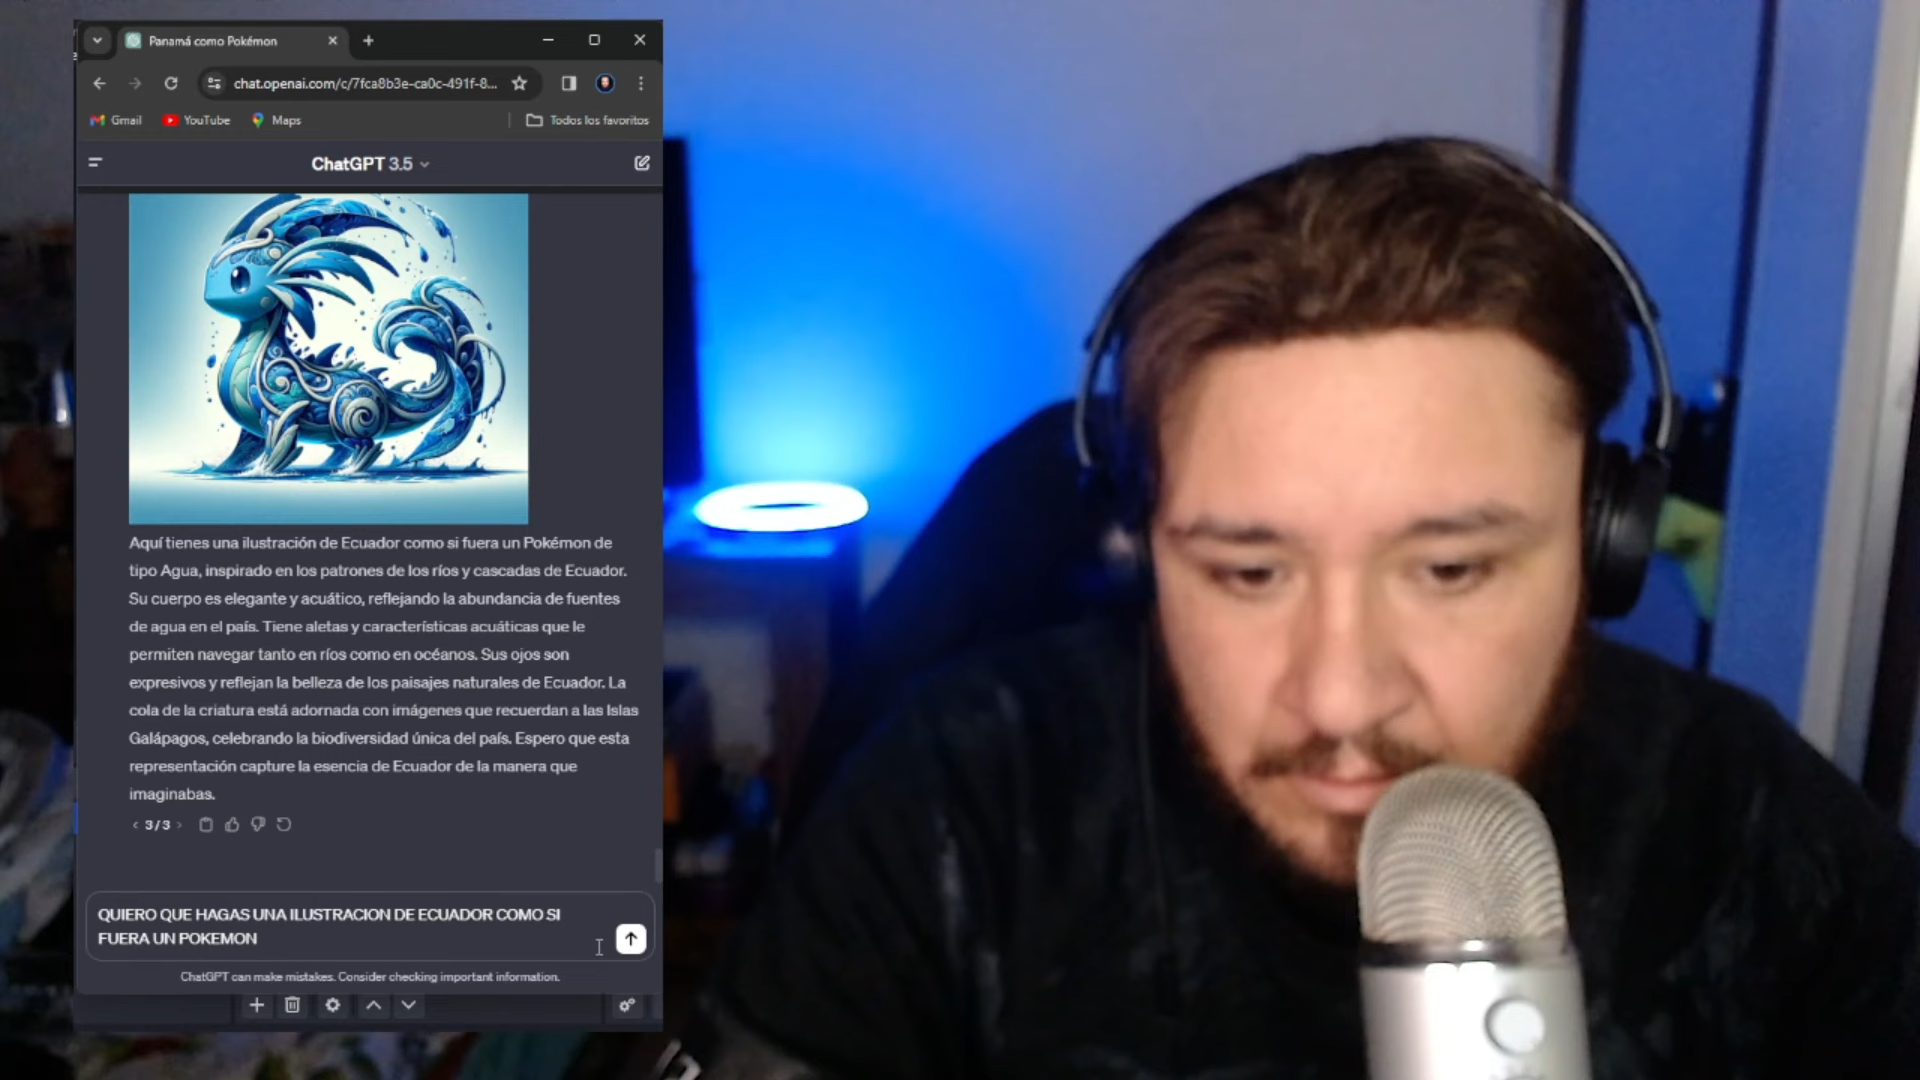 Panamá como Pokémon
chat.openai.com/c/7fca8b3e-ca0c-491f-8...
Gmail YouTube Maps Todos los favoritos
ChatGPT 3.5
Aquí tienes una ilustración de Ecuador como si fuera un Pokémon de
tipo Agua, inspirado en los patrones de los ríos y cascadas de Ecuador.
Su cuerpo es elegante y acuático, reflejando la abundancia de fuentes
de agua en el país. Tiene aletas y características acuáticas que le
permiten navegar tanto en ríos como en océanos. Sus ojos son
expresivos y reflejan la belleza de los paisajes naturales de Ecuador. La
cola de la criatura está adornada con imágenes que recuerdan a las Islas
Galápagos, celebrando la biodiversidad única del país. Espero que esta
representación capture la esencia de Ecuador de la manera que
imaginabas.
3/3
QUIERO QUE HAGAS UNA ILUSTRACION DE ECUADOR COMO SI
FUERA UN POKEMON
ChatGPT can make mistakes. Consider checking important information.